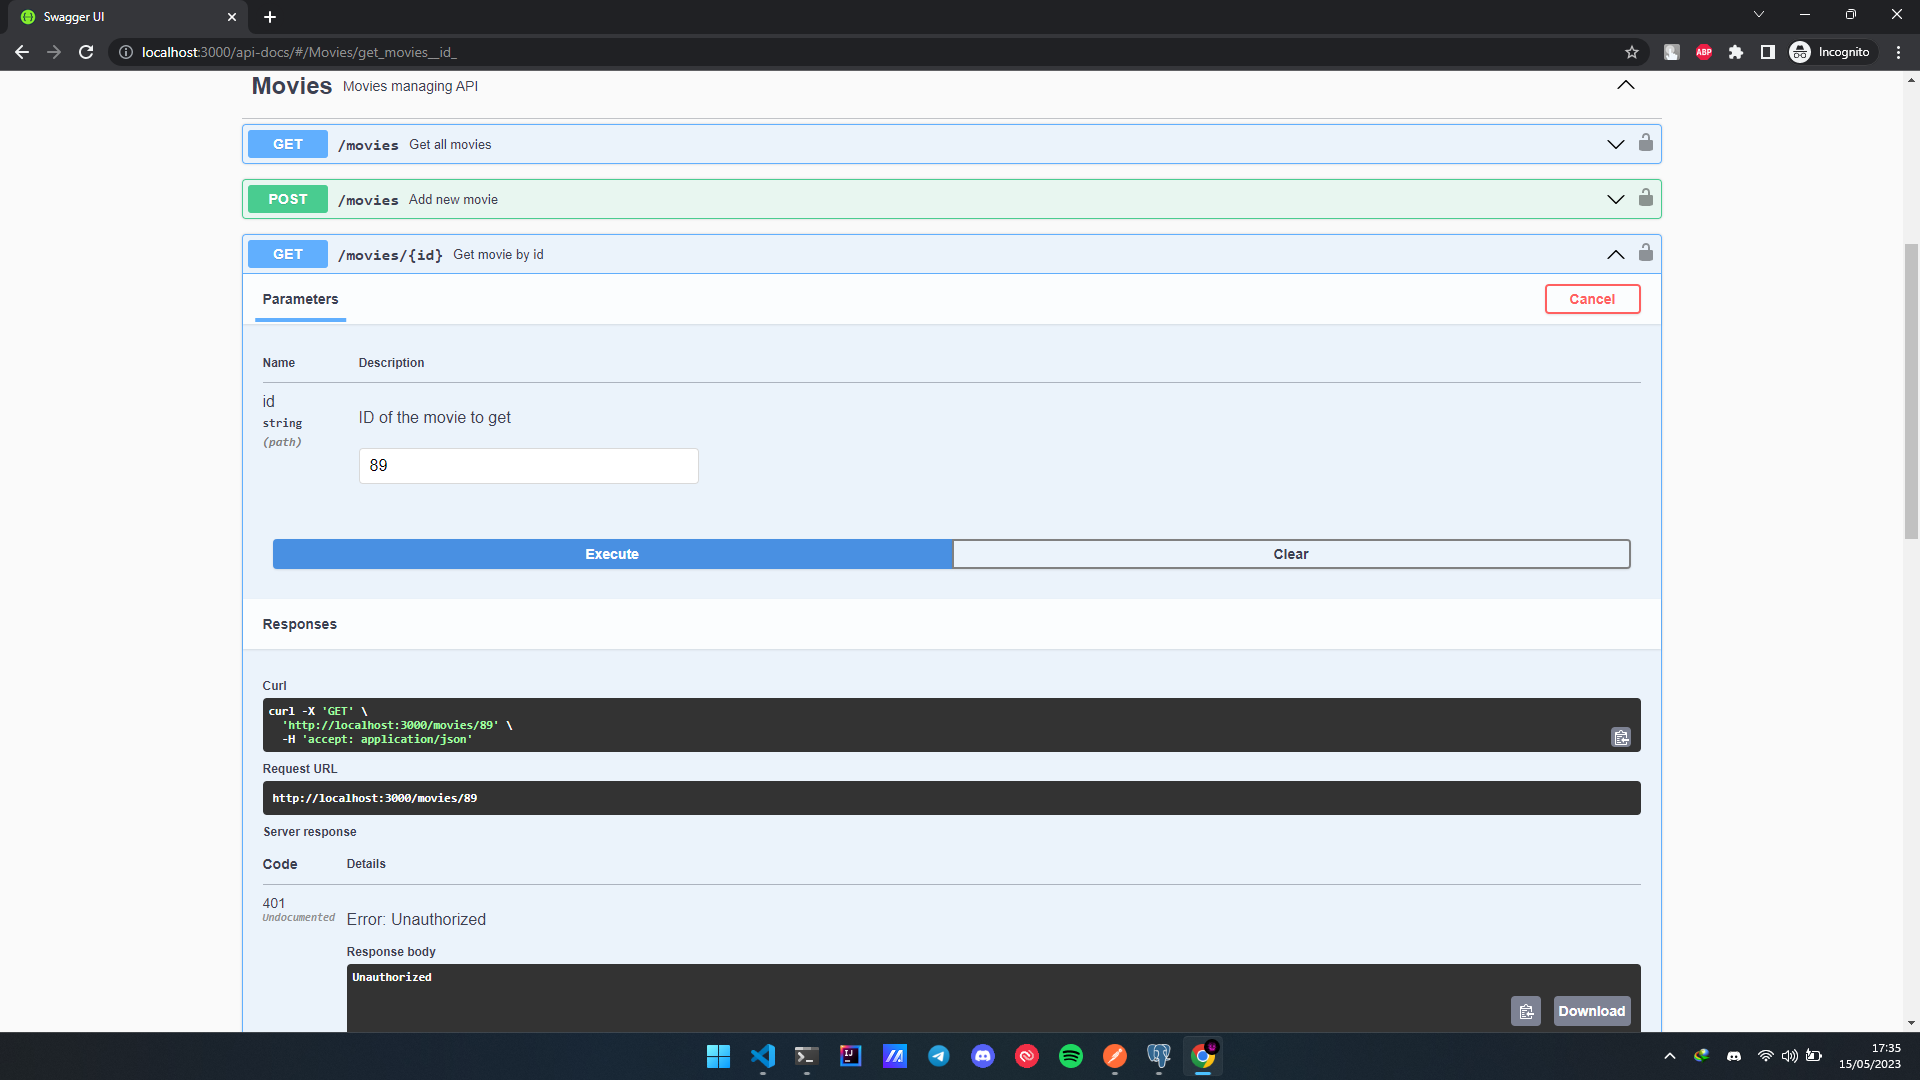 Swagger UI
localhost:3000/api-docs/#/Movies/get_movies__id_
ABP
Incognito
Movies Movies managing API
GET /movies Get all movies
POST /movies Add new movie
GET /movies/{id} Get movie by id
Parameters
Cancel
Name Description
id
string
(path)
ID of the movie to get
89
Execute
Clear
Responses
Curl
curl -X 'GET' \
'http://localhost:3000/movies/89' \
-H 'accept: application/json'
Request URL
http://localhost:3000/movies/89
Server response
Code Details
401
Undocumented
Error: Unauthorized
Response body
Unauthorized
Download
17:35
15/05/2023